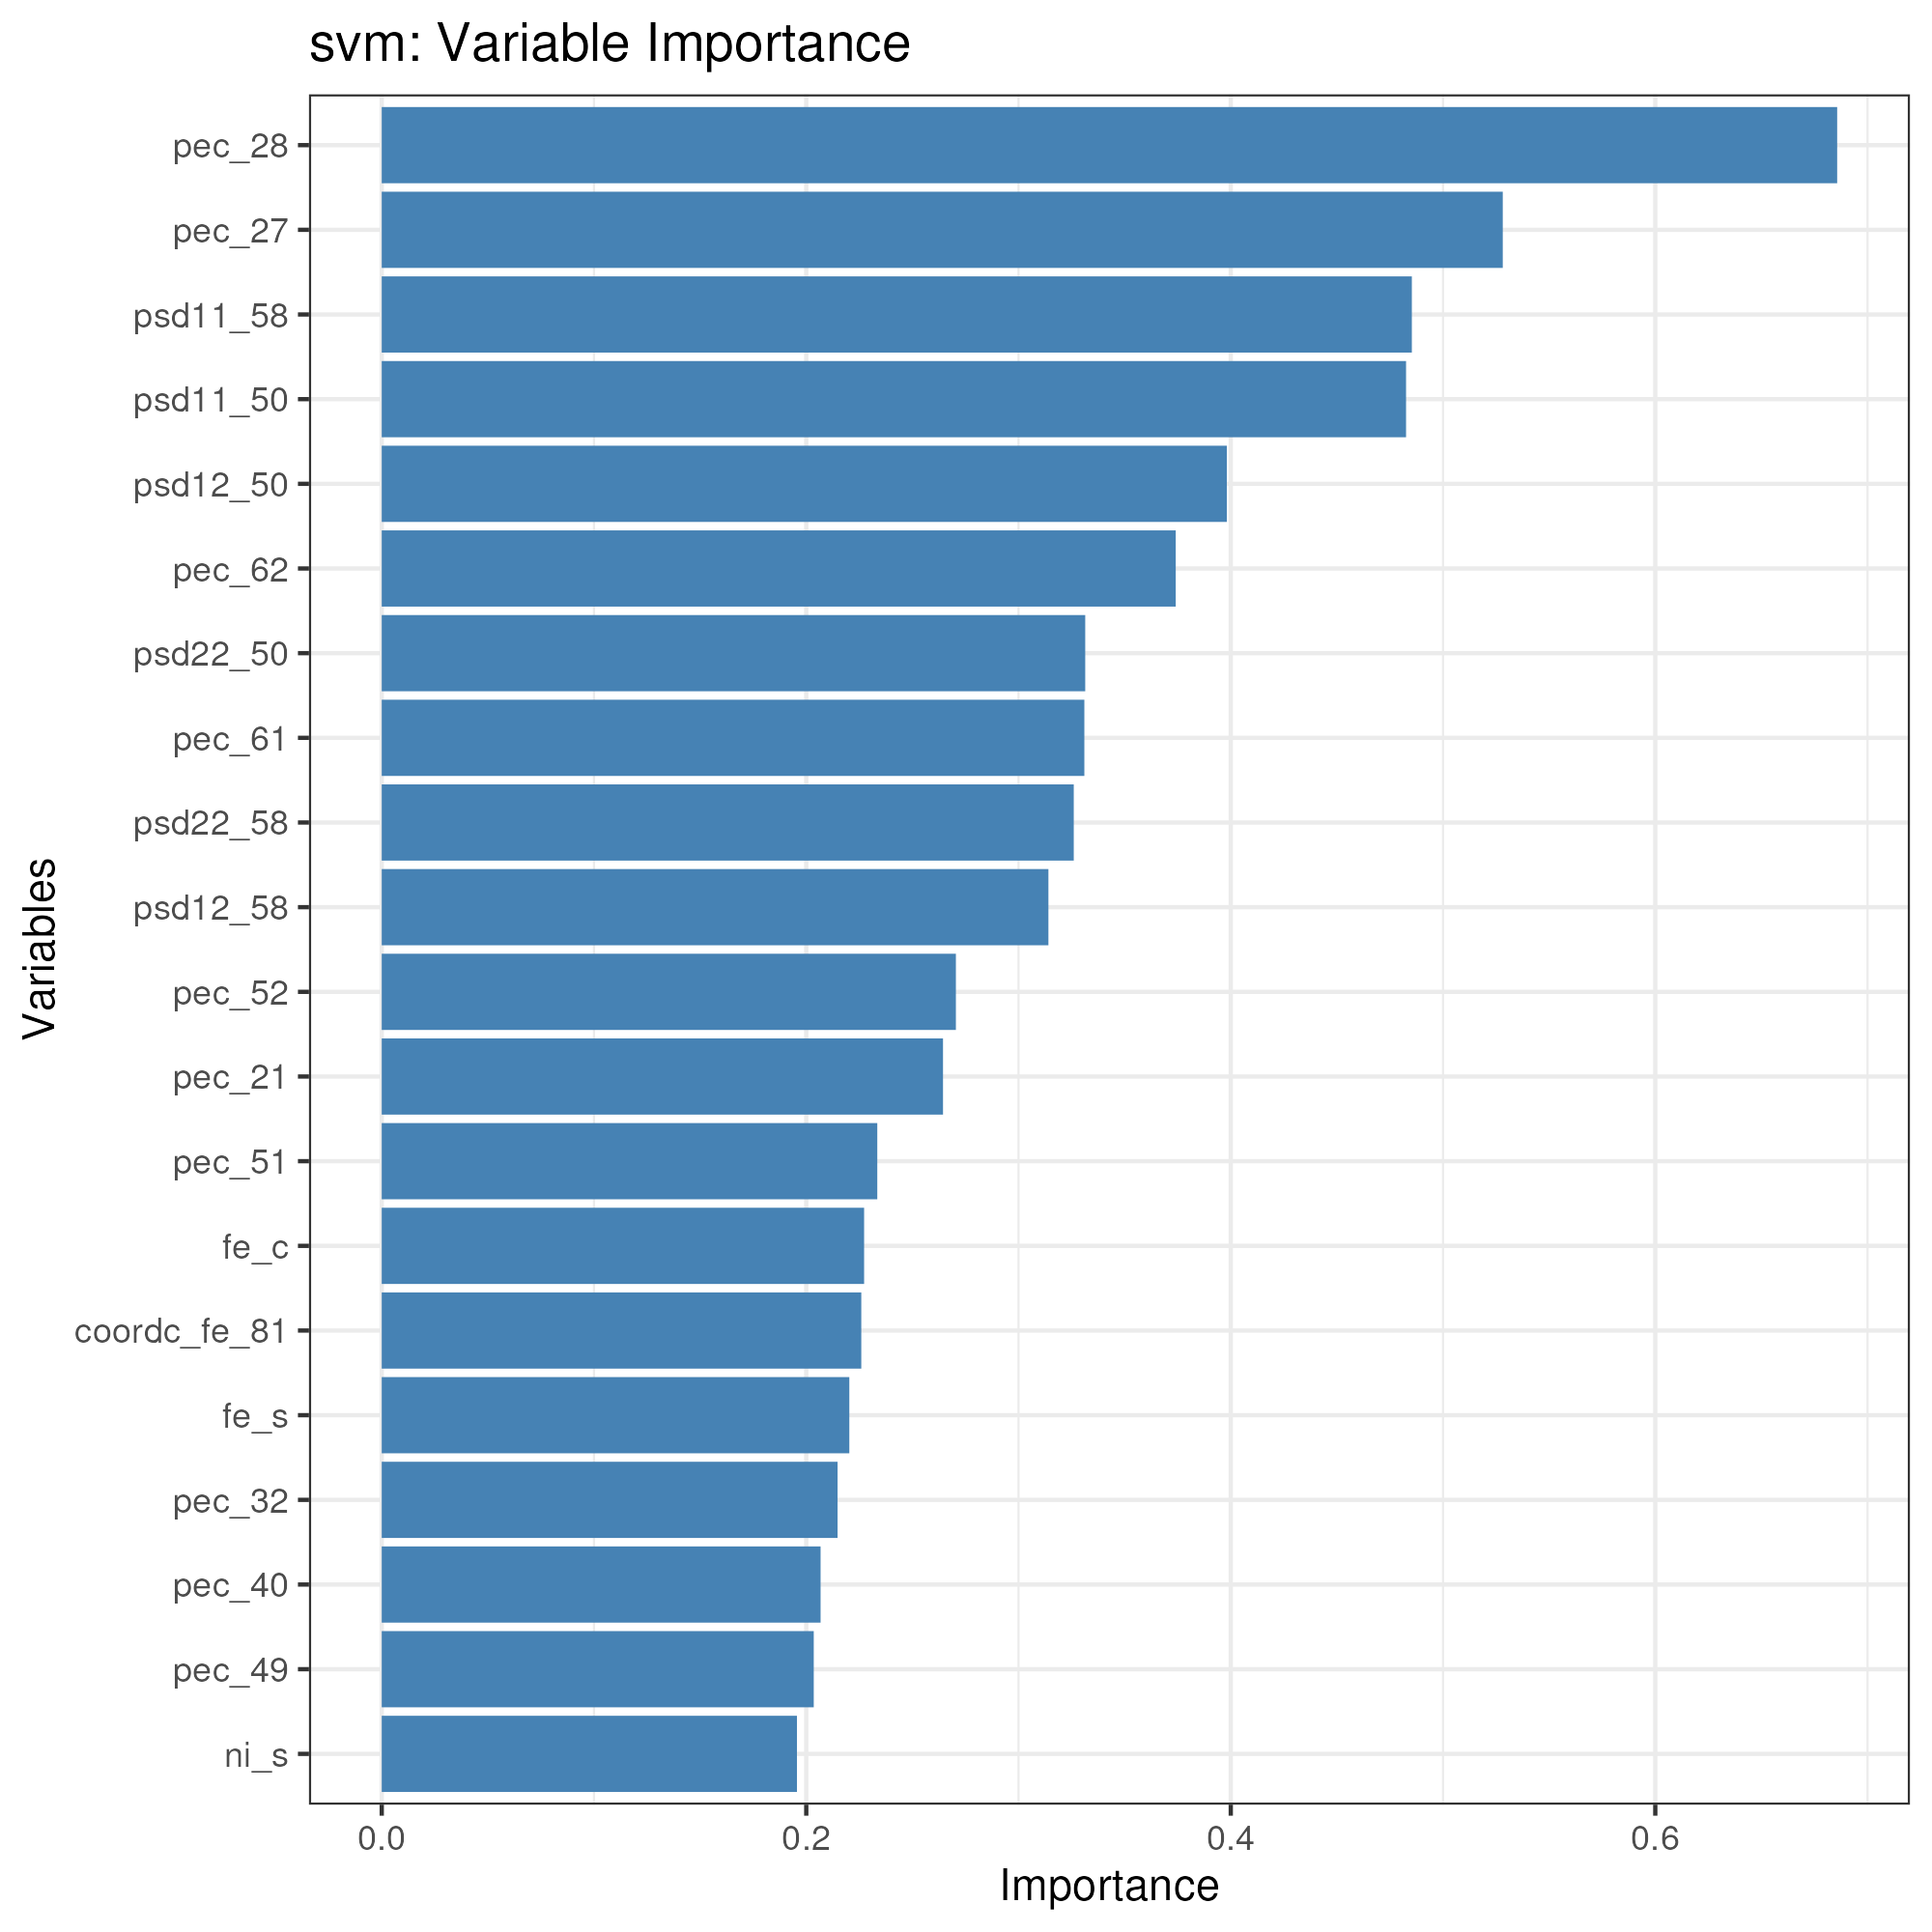 svm: Variable Importance
pec_28
pec_27
psd11_58
psd11_50
psd12_50
pec_62
psd22_50
pec_61
psd22_58
psd12_58
pec_52
pec_21
pec_51
fe_c
coordc_fe_81
fe_s
pec_32
pec_40
pec_49
ni_s
Variables
0.0 0.2 0.4 0.6
Importance